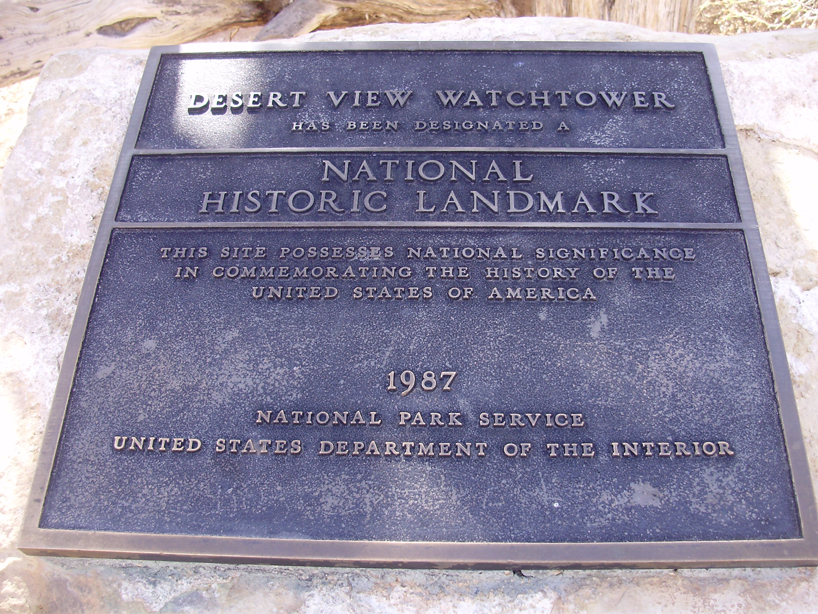 DESERT VIEW WATCHTOWER
HAS BEEN DESIGNATED A
NATIONAL
HISTORIC LANDMARK
THIS SITE POSSESSES NATIONAL SIGNIFICANCE
IN COMMEMORATING THE HISTORY OF THE
UNITED STATES OF AMERICA
1987
NATIONAL PARK SERVICE
UNITED STATES DEPARTMENT OF THE INTERIOR